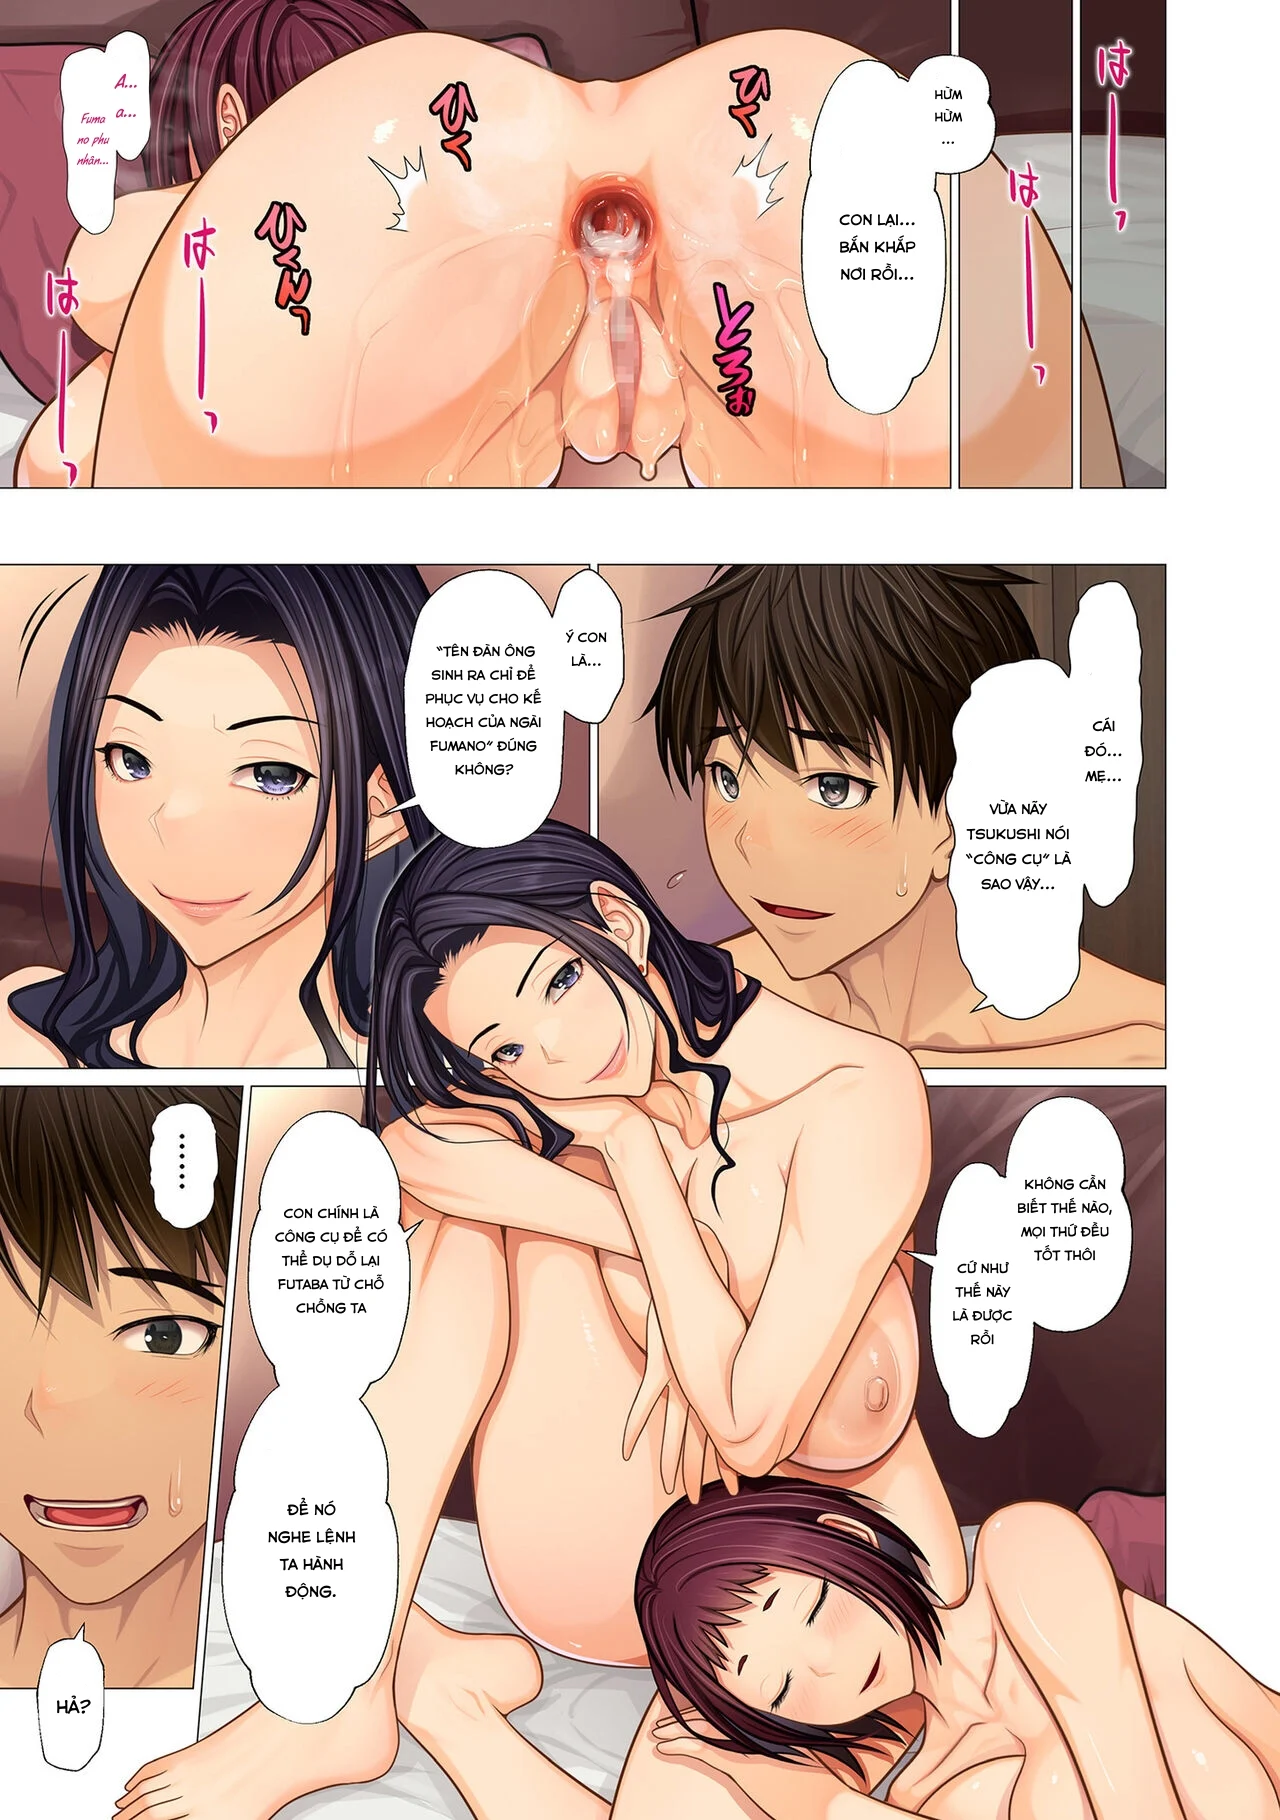 はーっ
はーっ
HỪM
HỪM
...
CON LẠI...
BẮN KHẮP
NƠI RỒI...
ひく
ひく
とろぉ
ひくんっ
はーっ
はーっ
A...
a...
Fuma
no phu
nhân...
CÁI
ĐÓ...
MẸ...
VỪA NÃY
TSUKUSHI NÓI
“CÔNG CỤ” LÀ
SAO VẬY...
Ý CON
LÀ...
“TÊN ĐÀN ÔNG
SINH RA CHỈ ĐỂ
PHỤC VỤ CHO KẾ
HOẠCH CỦA NGÀI
FUMANO” ĐÚNG
KHÔNG?
KHÔNG CẦN
BIẾT THẾ NÀO,
MỌI THỨ ĐỀU
TỐT THÔI
CỨ NHƯ
THẾ NÀY
LÀ ĐƯỢC
RỒI
CON CHÍNH LÀ
CÔNG CỤ ĐỂ CÓ
THỂ DỤ DỖ LẠI
FUTABA TỪ CHỖ
CHỒNG TA
ĐỂ NÓ
NGHE LỆNH
TA HÀNH
ĐỘNG.
......
HẢ?